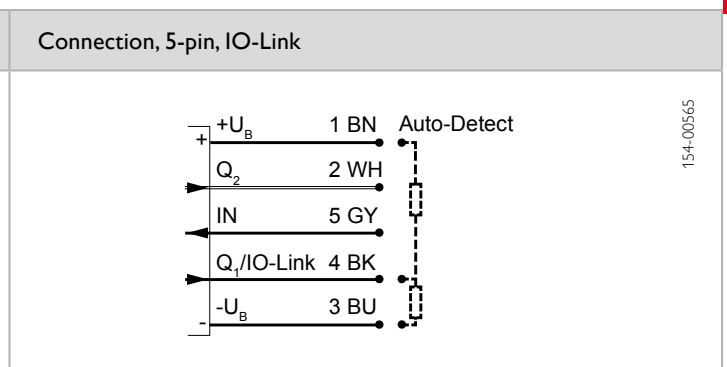 Connection, 5-pin, IO-Link
+U_B 1 BN Auto-Detect
+
Q_2 2 WH
IN 5 GY
Q_1/IO-Link 4 BK
-U_B 3 BU
-
154-00565